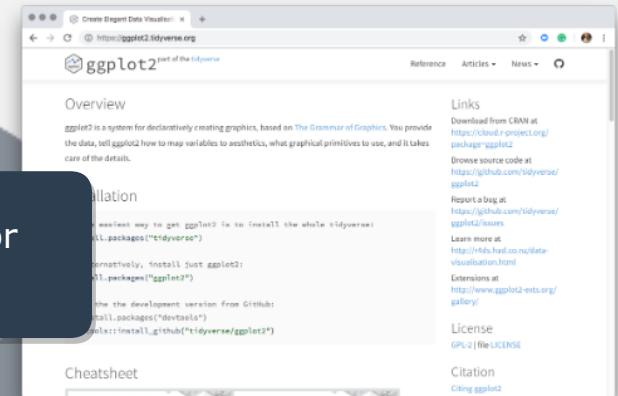 Create Elegant Data Visualisati
https://ggplot2.tidyverse.org
ggplot2 part of the tidyverse
Reference Articles News
Overview
ggplot2 is a system for declaratively creating graphics, based on The Grammar of Graphics. You provide
the data, tell ggplot2 how to map variables to aesthetics, what graphical primitives to use, and it takes
care of the details.
allation
easiest way to get ggplot2 is to install the whole tidyverse:
all.packages("tidyverse")
ternatively, install just ggplot2:
ll.packages("ggplot2")
the the development version from GitHub:
tall.packages("devtools")
ools::install_github("tidyverse/ggplot2")
Cheatsheet
or
Links
Download from CRAN at
https://cloud.r-project.org/
package=ggplot2
Browse source code at
https://github.com/tidyverse/
ggplot2
Report a bug at
https://github.com/tidyverse/
ggplot2/issues
Learn more at
http://r4ds.had.co.nz/data-
visualisation.html
Extensions at
http://www.ggplot2-exts.org/
gallery/
License
GPL-2 | file LICENSE
Citation
Citing ggplot2